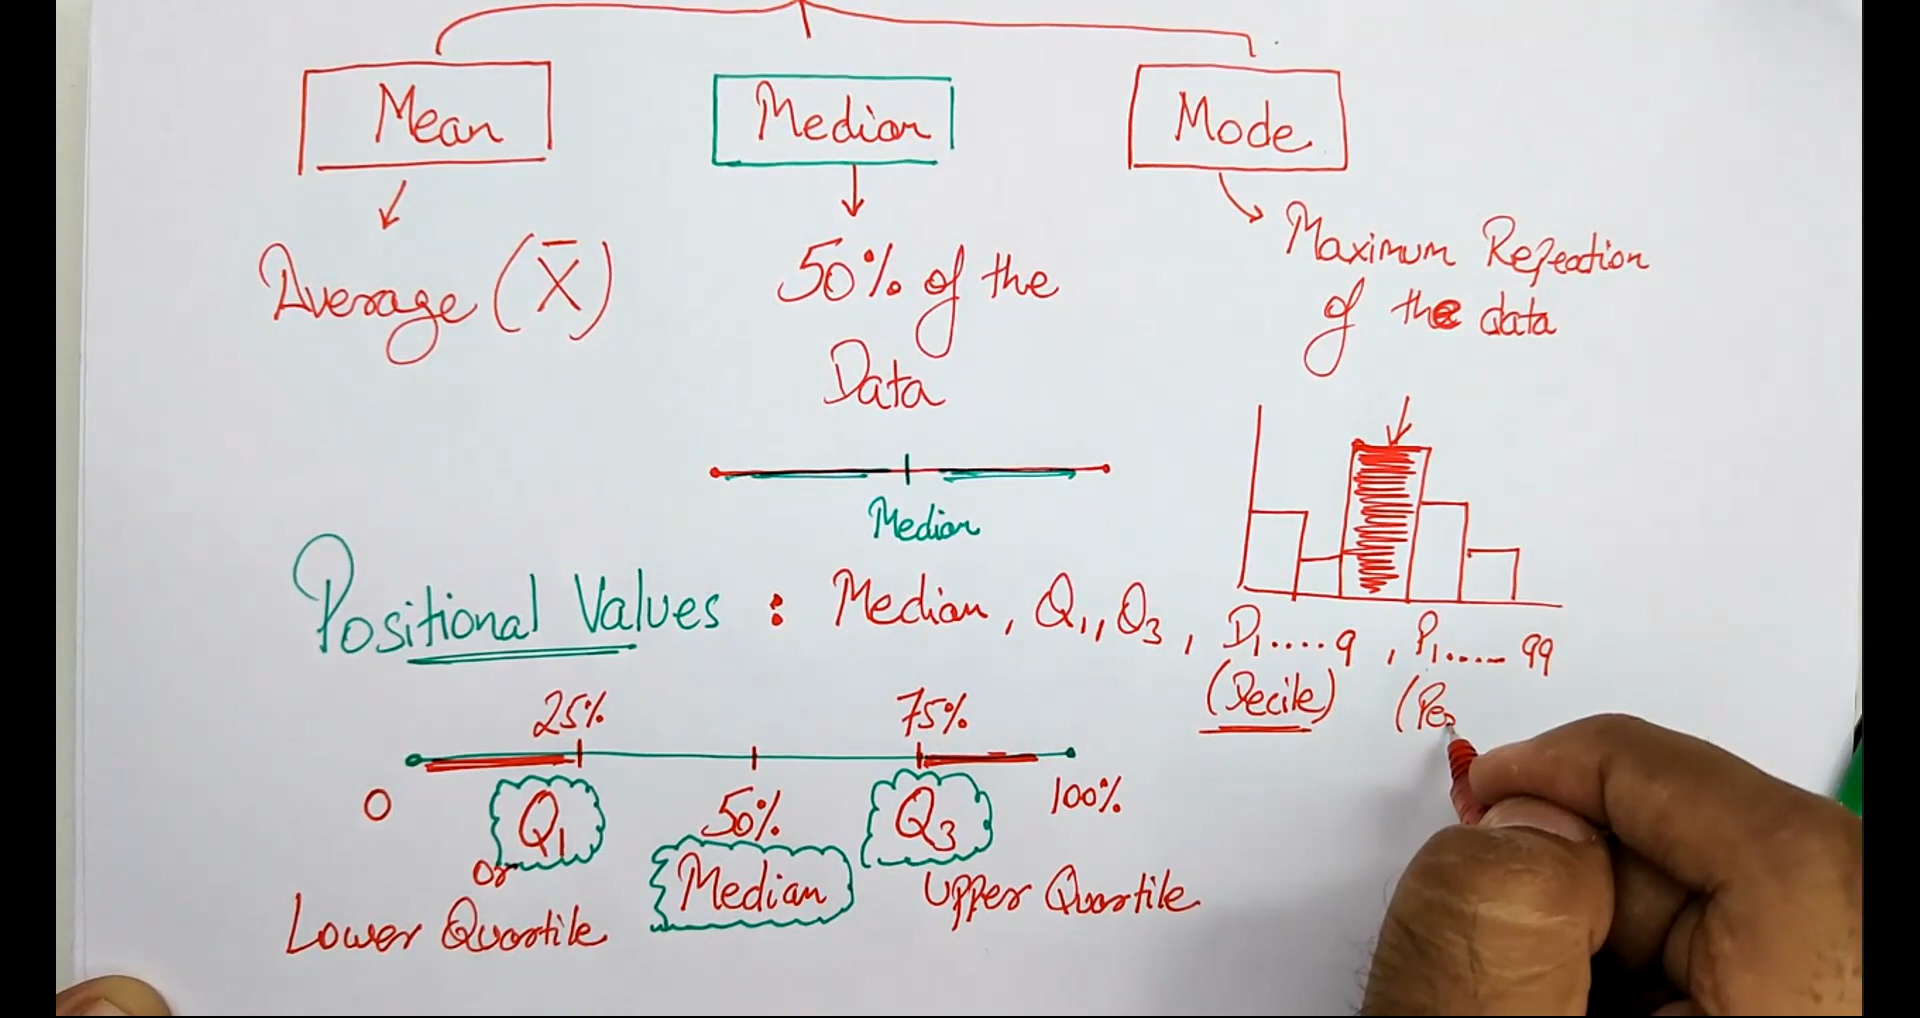 Mean
Median
Mode
Average (X̄)
50% of the
Data
Maximum Repeation
of the data
Median
Positional Values : Median, Q1, Q3, D1.....9, P1..... 99
(Decile) (Per
25% 75%
0 Q1 50% Q3 100%
Or
Lower Quartile Median Upper Quartile